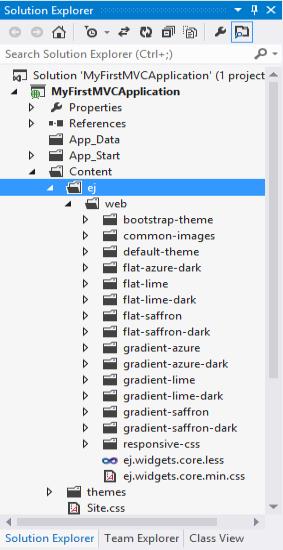 Solution Explorer
Search Solution Explorer (Ctrl+;)
Solution 'MyFirstMVCApplication' (1 project
MyFirstMVCApplication
Properties
References
App_Data
App_Start
Content
ej
web
bootstrap-theme
common-images
default-theme
flat-azure-dark
flat-lime
flat-lime-dark
flat-saffron
flat-saffron-dark
gradient-azure
gradient-azure-dark
gradient-lime
gradient-lime-dark
gradient-saffron
gradient-saffron-dark
responsive-css
ej.widgets.core.less
ej.widgets.core.min.css
themes
Site.css
Solution Explorer Team Explorer Class View